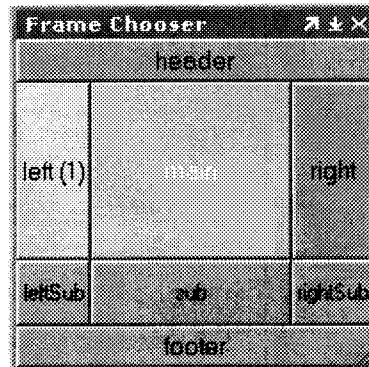 Frame Chooser
header
left (1) main right
leftSub sub rightSub
footer